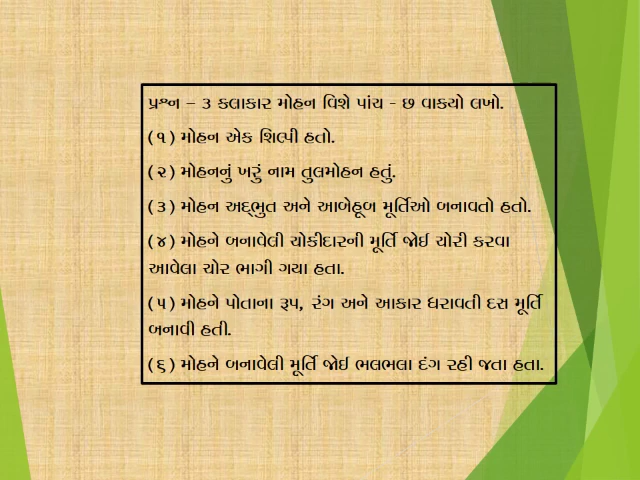 પ્રશ્ન – ૩ કલાકાર મોહન વિશે પાંચ - છ વાક્યો લખો.
(૧) મોહન એક શિલ્પી હતો.
(૨) મોહનનું ખરું નામ તુલમોહન હતું.
(૩) મોહન અદ્ભુત અને આબેહૂબ મૂર્તિઓ બનાવતો હતો.
(૪) મોહને બનાવેલી ચોકીદારની મૂર્તિ જોઈ ચોરી કરવા
આવેલા ચોર ભાગી ગયા હતા.
(૫) મોહને પોતાના રૂપ, રંગ અને આકાર ધરાવતી દસ મૂર્તિ
બનાવી હતી.
(૬) મોહને બનાવેલી મૂર્તિ જોઈ ભલભલા દંગ રહી જતા હતા.